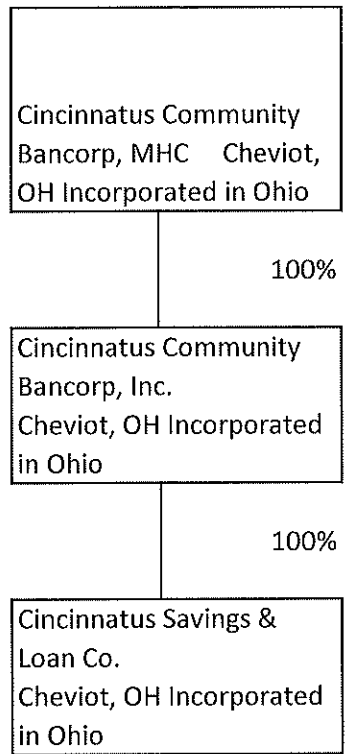 Cincinnatus Community
Bancorp, MHC Cheviot,
OH Incorporated in Ohio
100%
Cincinnatus Community
Bancorp, Inc.
Cheviot, OH Incorporated
in Ohio
100%
Cincinnatus Savings &
Loan Co.
Cheviot, OH Incorporated
in Ohio